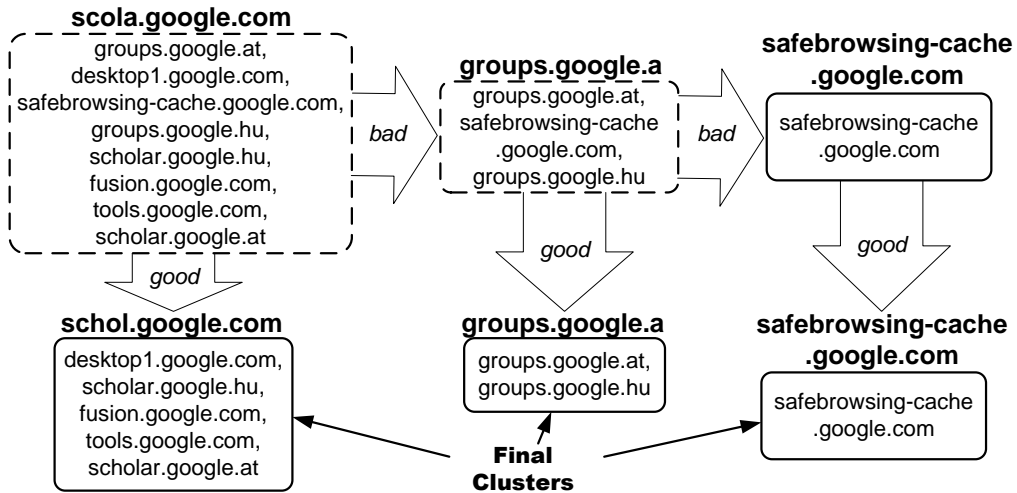 scola.google.com
groups.google.at,
desktop1.google.com,
safebrowsing-cache.google.com,
groups.google.hu,
scholar.google.hu,
fusion.google.com,
tools.google.com,
scholar.google.at
bad
groups.google.a
groups.google.at,
safebrowsing-cache
.google.com,
groups.google.hu
bad
safebrowsing-cache
.google.com
safebrowsing-cache
.google.com
good
good
good
schol.google.com
desktop1.google.com,
scholar.google.hu,
fusion.google.com,
tools.google.com,
scholar.google.at
groups.google.a
groups.google.at,
groups.google.hu
safebrowsing-cache
.google.com
safebrowsing-cache
.google.com
Final
Clusters